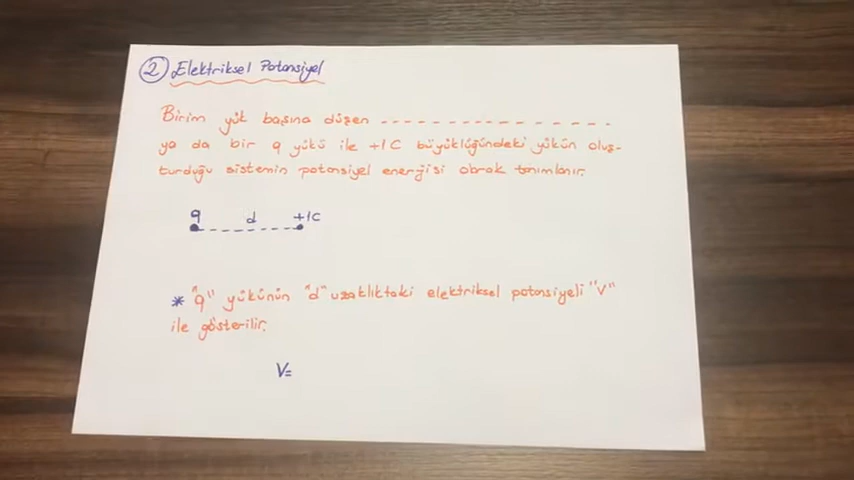 2 Elektriksel Potansiyel
Birim yük başına düşen ------------------
ya da bir q yükü ile +1C büyüklüğündeki yükün oluş-
turduğu sistemin potansiyel enerjisi olarak tanımlanır.
q d +1C
* "q" yükünün "d" uzaklıktaki elektriksel potansiyeli "V"
ile gösterilir.
V=